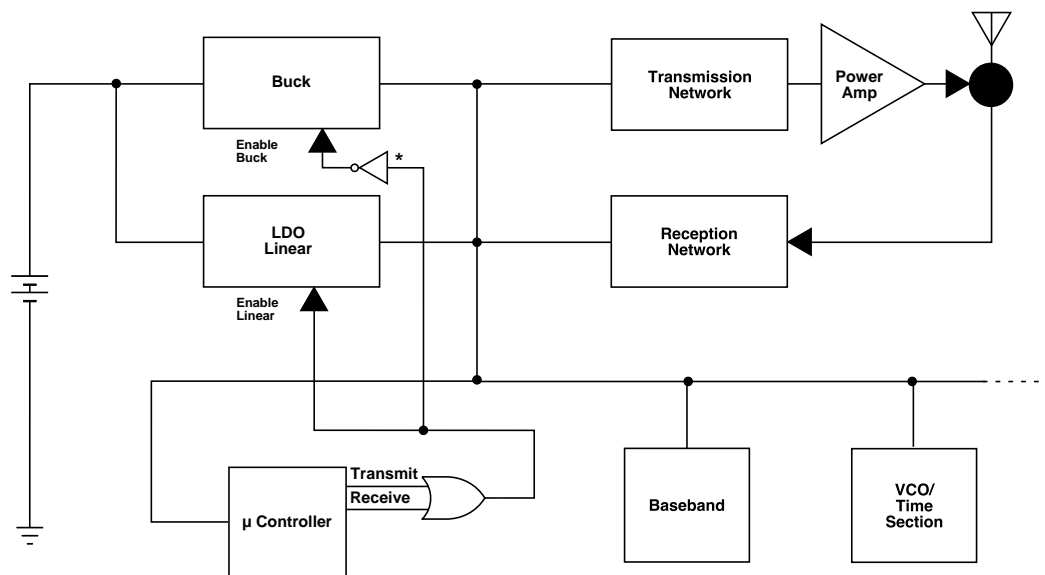 Buck
Transmission
Network
Power
Amp
Enable
Buck
*
LDO
Linear
Reception
Network
Enable
Linear
Transmit
Receive
µ Controller
Baseband
VCO/
Time
Section